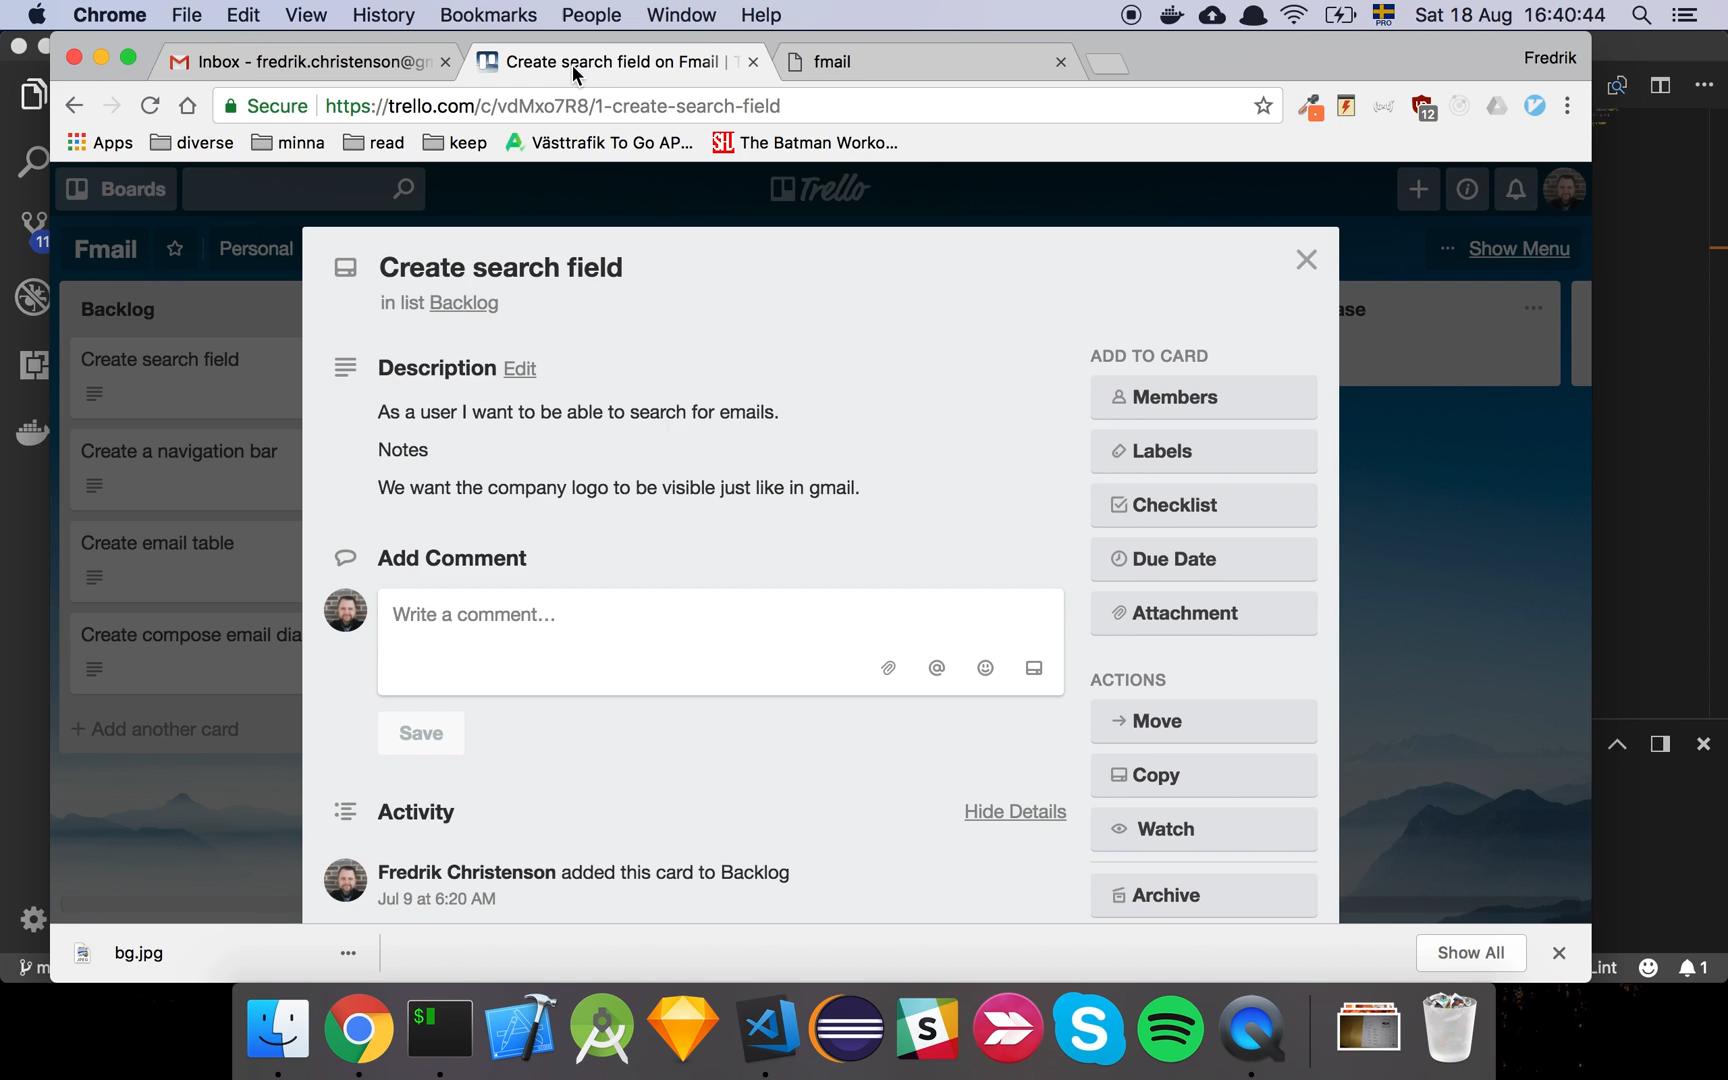 Chrome File Edit View History Bookmarks People Window Help
PRO
Sat 18 Aug 16:40:44
Inbox - fredrik.christenson@g
Create search field on Fmail |
fmail
Fredrik
Secure
https://trello.com/c/vdMxo7R8/1-create-search-field
12
Apps
diverse
minna
read
keep
Västtrafik To Go AP...
The Batman Worko...
11
Boards
Trello
Fmail
Personal
Show Menu
Create search field
in list Backlog
Backlog
Create search field
Create a navigation bar
Create email table
Create compose email dia
+ Add another card
Description Edit
As a user I want to be able to search for emails.
Notes
We want the company logo to be visible just like in gmail.
Add Comment
Write a comment...
@
Save
Activity
Hide Details
Fredrik Christenson added this card to Backlog
Jul 9 at 6:20 AM
ADD TO CARD
Members
Labels
Checklist
Due Date
Attachment
ACTIONS
Move
Copy
Watch
Archive
ase
bg.jpg
Show All
m
Lint
1
$
S
S